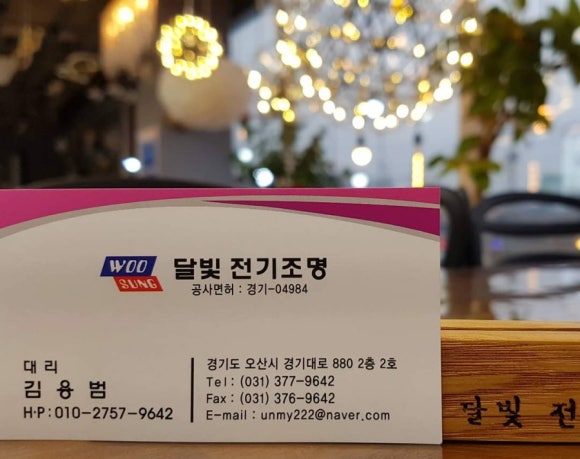 WOO
SUNG
달빛 전기조명
공사면허 : 경기-04984
대 리
김 용 범
H·P : 010-2757-9642
경기도 오산시 경기대로 880 2층 2호
Tel : (031) 377-9642
Fax : (031) 376-9642
E-mail : unmy222@naver.com
달빛 전